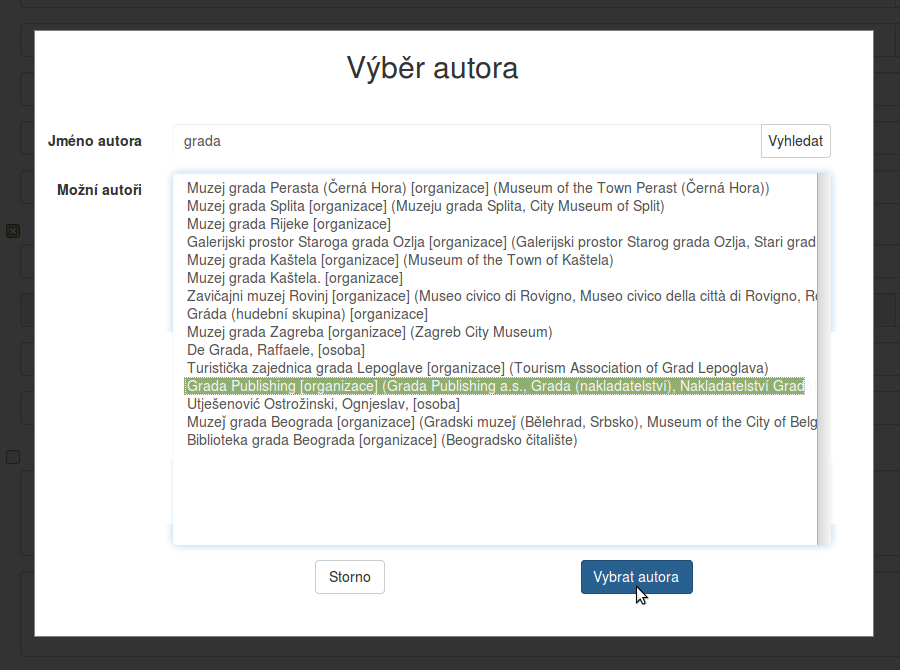 Výběr autora
Jméno autora grada Vyhledat
Možní autoři
Muzej grada Perasta (Černá Hora) [organizace] (Museum of the Town Perast (Černá Hora))
Muzej grada Splita [organizace] (Muzeju grada Splita, City Museum of Split)
Muzej grada Rijeke [organizace]
Galerijski prostor Staroga grada Ozlja [organizace] (Galerijski prostor Starog grada Ozlja, Stari grad
Muzej grada Kaštela [organizace] (Museum of the Town of Kaštela)
Muzej grada Kaštela. [organizace]
Zavičajni muzej Rovinj [organizace] (Museo civico di Rovigno, Museo civico della città di Rovigno, Ro
Gráda (hudební skupina) [organizace]
Muzej grada Zagreba [organizace] (Zagreb City Museum)
De Grada, Raffaele, [osoba]
Turistička zajednica grada Lepoglave [organizace] (Tourism Association of Grad Lepoglava)
Grada Publishing [organizace] (Grada Publishing a.s., Grada (nakladatelství), Nakladatelství Grad
Utješenović Ostrožinski, Ognjeslav, [osoba]
Muzeǰ grada Beograda [organizace] (Gradski muzeǰ (Bělehrad, Srbsko), Museum of the City of Belg
Biblioteka grada Beograda [organizace] (Beogradsko čitalište)
Storno Vybrat autora